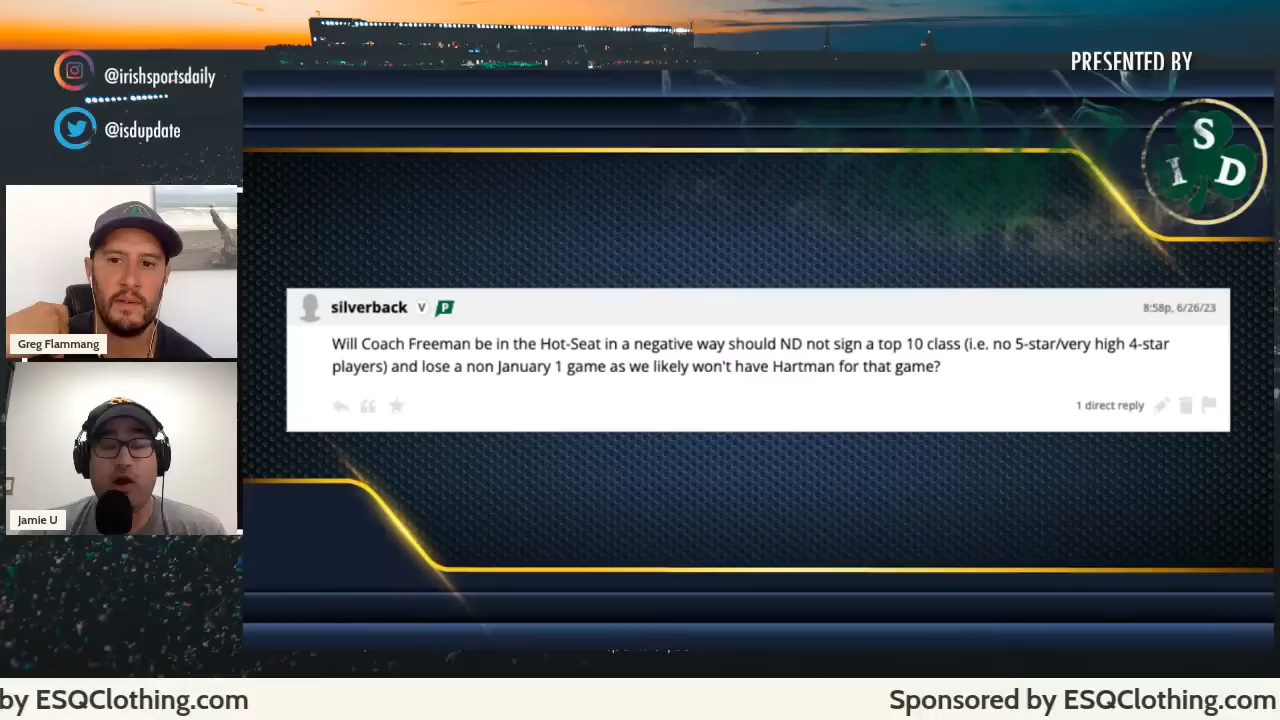 PRESENTED BY
@irishsportsdaily
@isdupdate
S
I D
silverback V P 8:58p, 6/26/23
Will Coach Freeman be in the Hot-Seat in a negative way should ND not sign a top 10 class (i.e. no 5-star/very high 4-star
players) and lose a non January 1 game as we likely won't have Hartman for that game?
1 direct reply
Greg Flammang
Jamie U
by ESQClothing.com Sponsored by ESQClothing.com